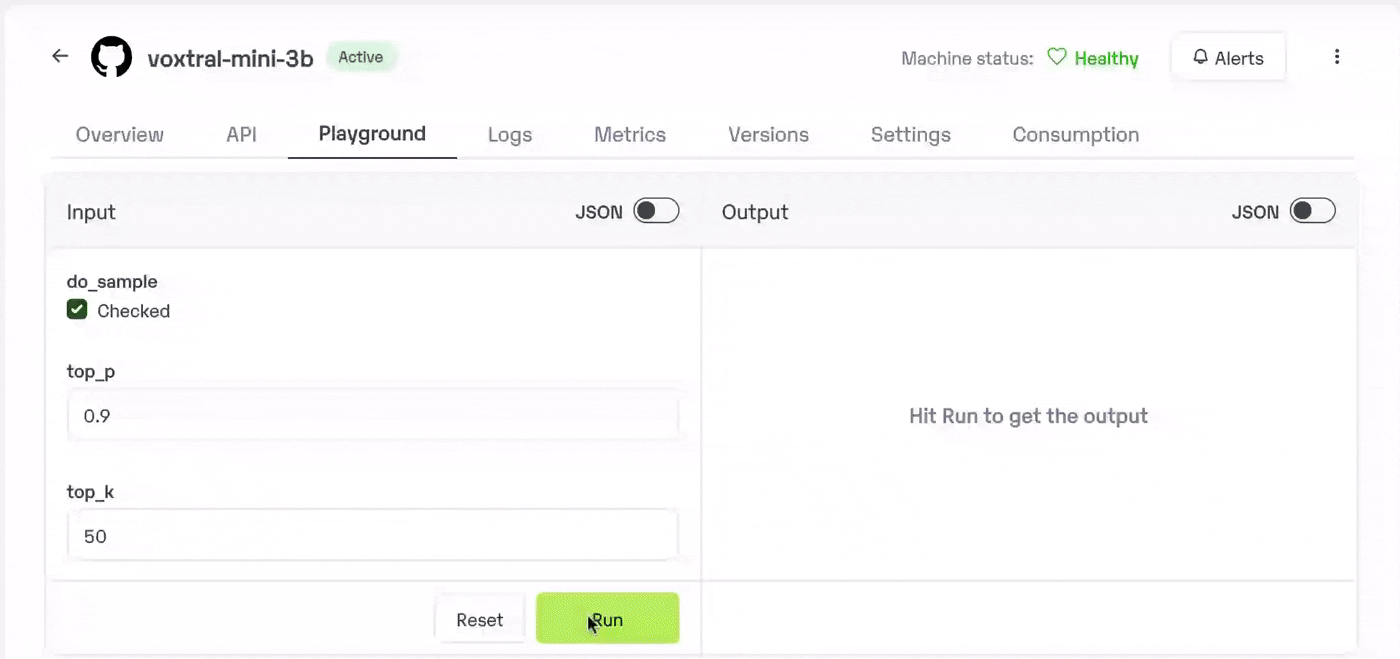 voxtral-mini-3b Active Machine status: Healthy Alerts
Overview API Playground Logs Metrics Versions Settings Consumption
Input JSON Output JSON
do_sample
Checked
top_p
0.9
Hit Run to get the output
top_k
50
Reset Run